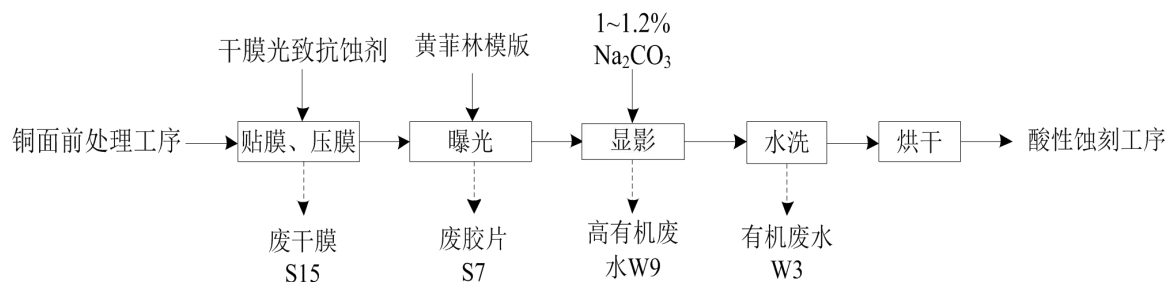 干膜光致抗蚀剂
黄菲林模版
1~1.2%
Na₂CO₃
铜面前处理工序
贴膜、压膜
曝光
显影
水洗
烘干
酸性蚀刻工序
废干膜
S15
废胶片
S7
高有机废
水W9
有机废水
W3